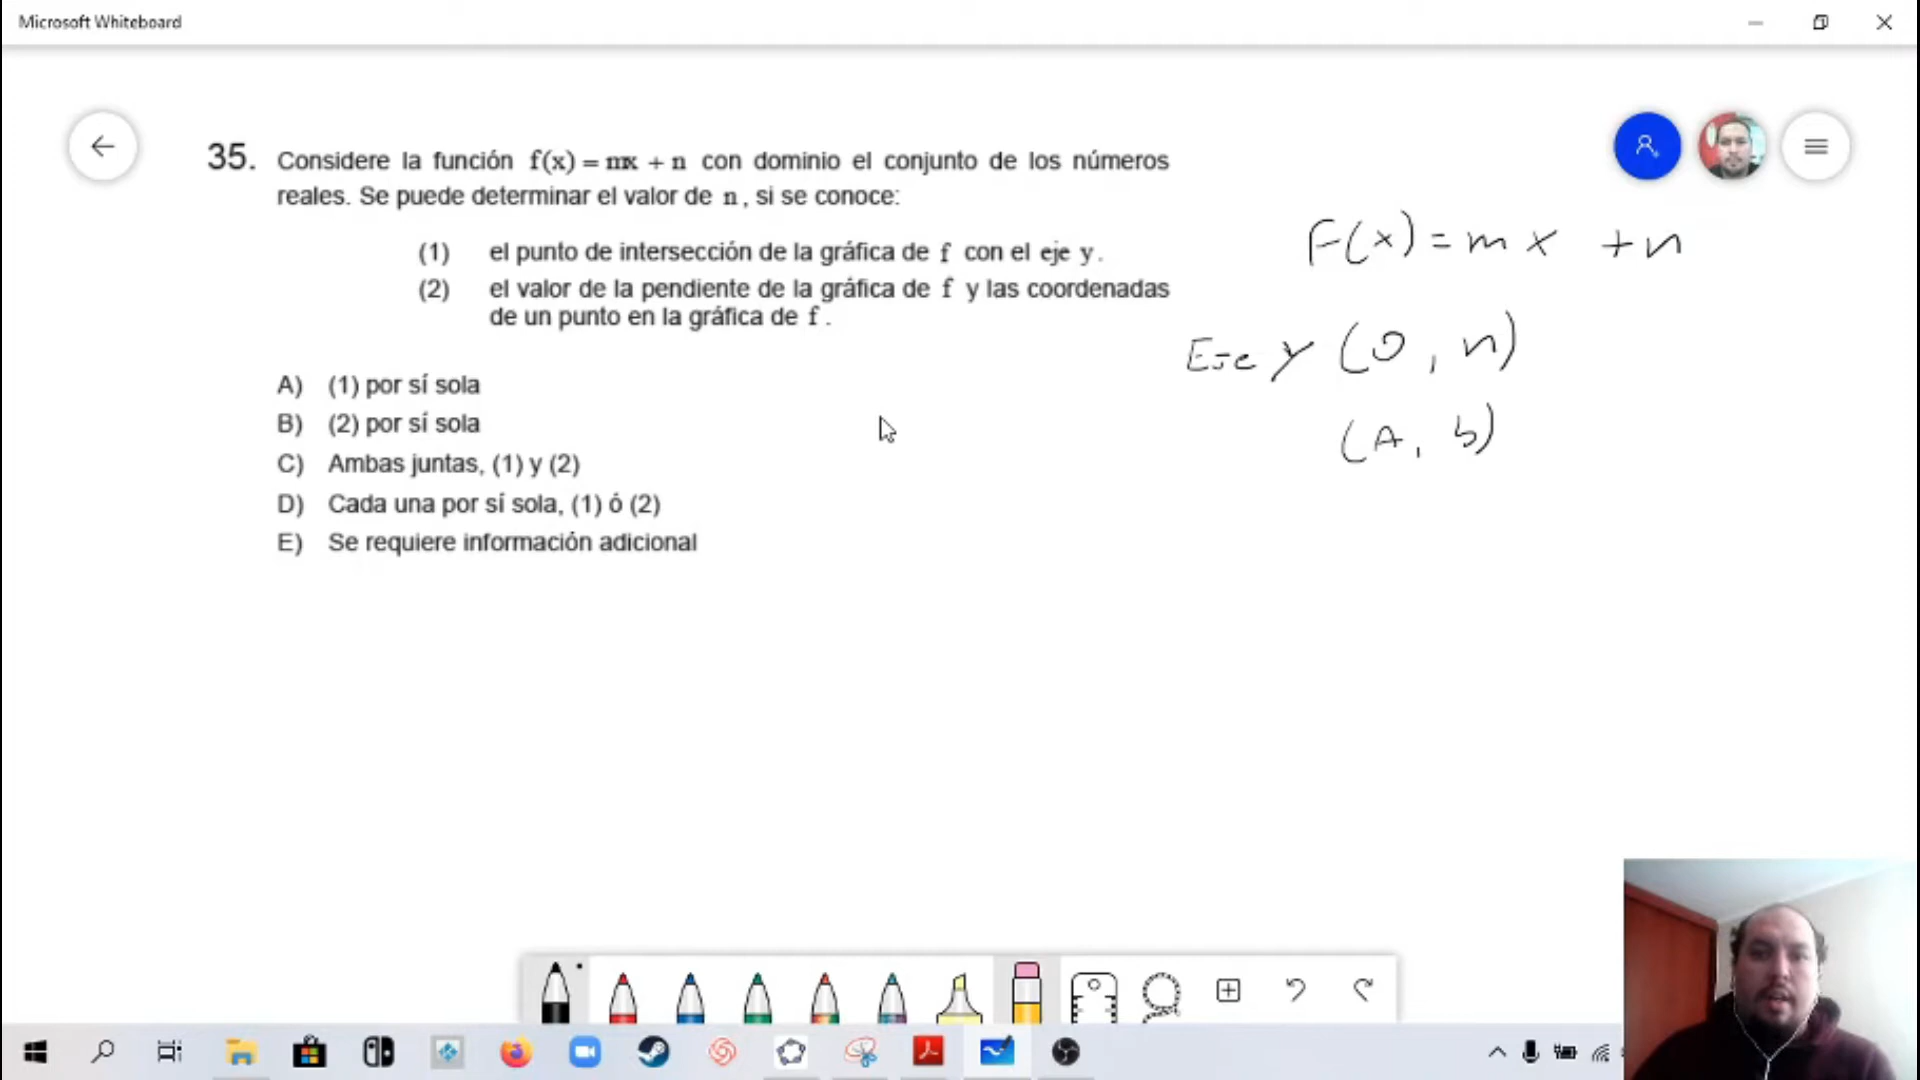 Microsoft Whiteboard
35. Considere la función f(x) = mx + n con dominio el conjunto de los números
reales. Se puede determinar el valor de n, si se conoce:
(1) el punto de intersección de la gráfica de f con el eje y.
(2) el valor de la pendiente de la gráfica de f y las coordenadas
de un punto en la gráfica de f.
A) (1) por sí sola
B) (2) por sí sola
C) Ambas juntas, (1) y (2)
D) Cada una por sí sola, (1) ó (2)
E) Se requiere información adicional
F(x) = mx + n
Eje y (0, n)
(A, b)